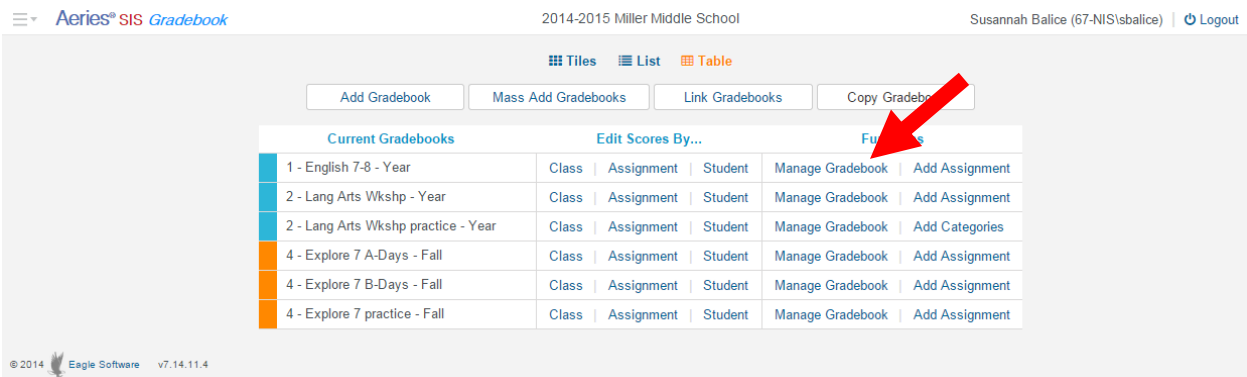 Aeries® SIS Gradebook 2014-2015 Miller Middle School Susannah Balice (67-NIS\sbalice) | Logout
Tiles List Table
Add Gradebook Mass Add Gradebooks Link Gradebooks Copy
Current Gradebooks Edit Scores By...
1 - English 7-8 - Year Class | Assignment | Student Manage Gradebook | Add Assignment
2 - Lang Arts Wkshp - Year Class | Assignment | Student Manage Gradebook | Add Assignment
2 - Lang Arts Wkshp practice - Year Class | Assignment | Student Manage Gradebook | Add Categories
4 - Explore 7 A-Days - Fall Class | Assignment | Student Manage Gradebook | Add Assignment
4 - Explore 7 B-Days - Fall Class | Assignment | Student Manage Gradebook | Add Assignment
4 - Explore 7 practice - Fall Class | Assignment | Student Manage Gradebook | Add Assignment
© 2014 Eagle Software v7.14.11.4